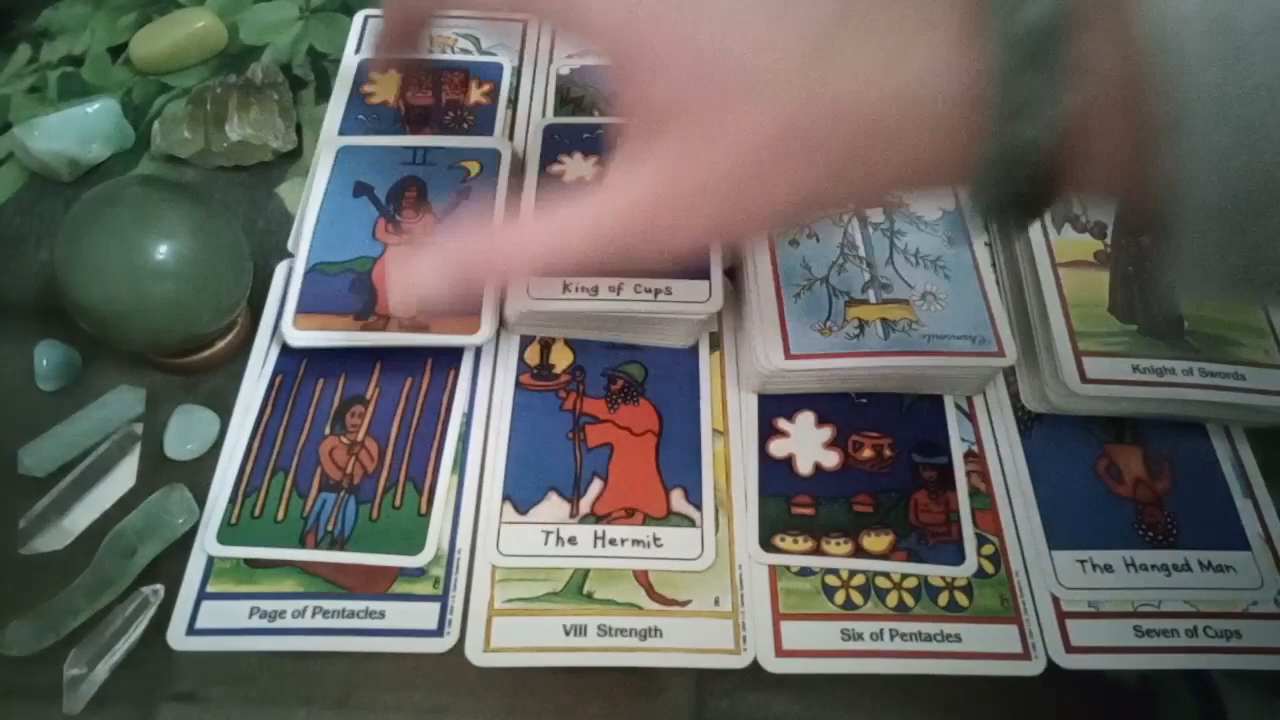 King of Cups
Knight of Swords
The Hermit
The Hanged Man
Page of Pentacles
VIII Strength
Six of Pentacles
Seven of Cups